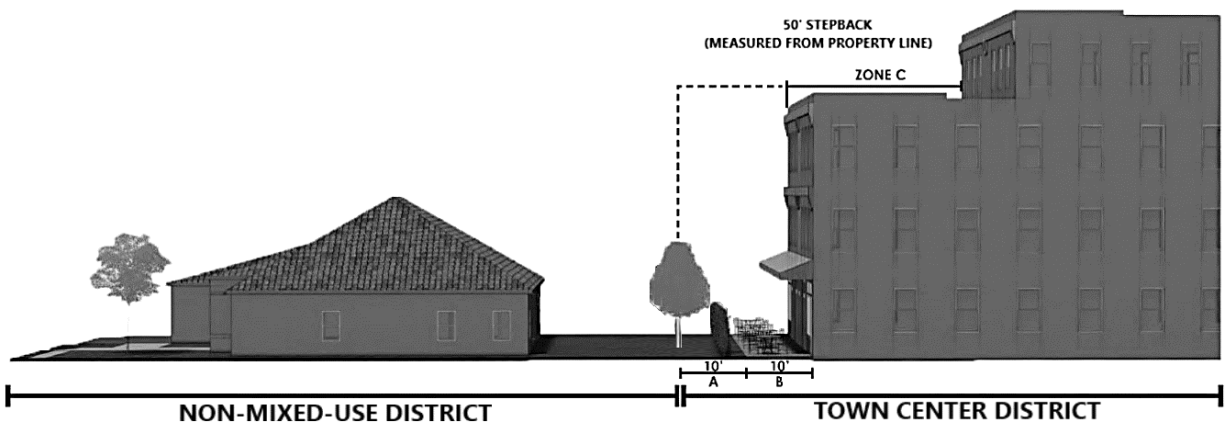 50' STEPBACK
(MEASURED FROM PROPERTY LINE)
ZONE C
10' 10'
A B
NON-MIXED-USE DISTRICT
TOWN CENTER DISTRICT